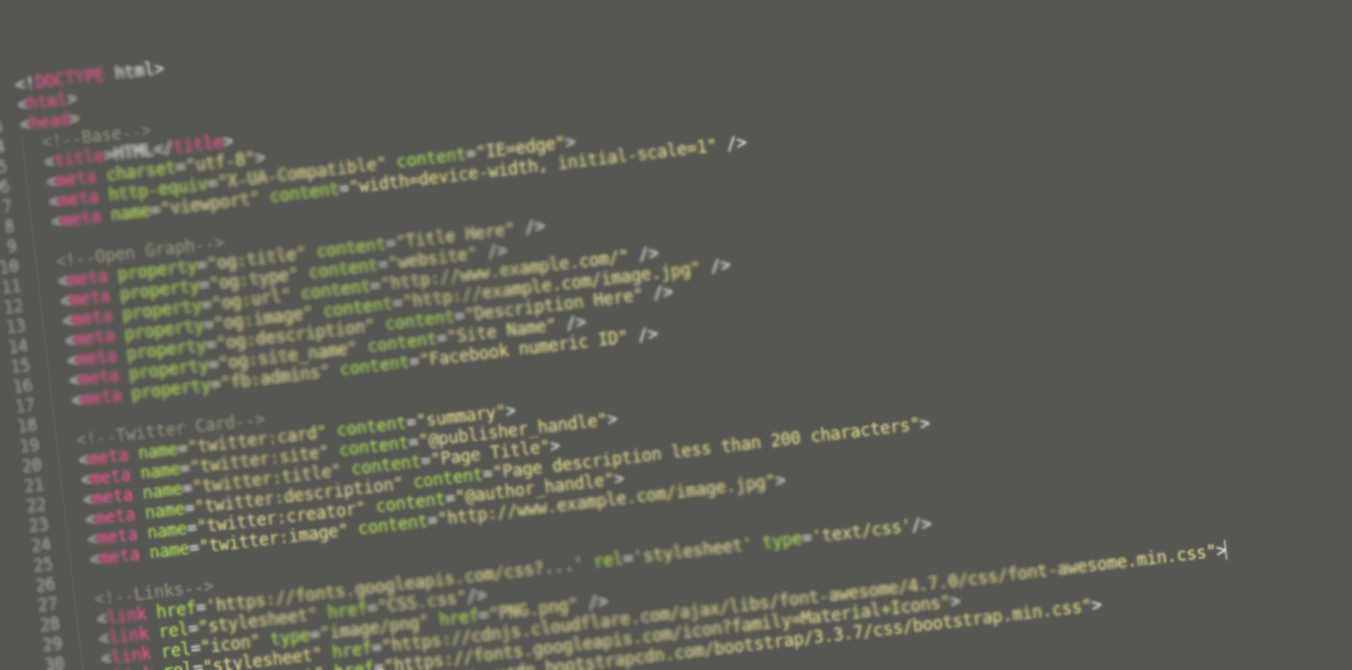 <!DOCTYPE html>
<html>
<head>
<!--Base-->
<title>HTML</title>
<meta charset="utf-8">
<meta http-equiv="X-UA-Compatible" content="IE=edge">
<meta name="viewport" content="width=device-width, initial-scale=1" />
<!--Open Graph-->
<meta property="og:title" content="Title Here" />
<meta property="og:type" content="website" />
<meta property="og:url" content="http://www.example.com/" />
<meta property="og:image" content="http://example.com/image.jpg" />
<meta property="og:description" content="Description Here" />
<meta property="og:site_name" content="Site Name" />
<meta property="fb:admins" content="Facebook numeric ID" />
<!--Twitter Card-->
<meta name="twitter:card" content="summary">
<meta name="twitter:site" content="@publisher_handle">
<meta name="twitter:title" content="Page Title">
<meta name="twitter:description" content="Page description less than 200 characters">
<meta name="twitter:creator" content="@author_handle">
<meta name="twitter:image" content="http://www.example.com/image.jpg">
<!--Links-->
<link href='https://fonts.googleapis.com/css?...' rel='stylesheet' type='text/css'/>
<link rel="stylesheet" href="CSS.css"/>
<link rel="icon" type="image/png" href="PNG.png" />
rel="stylesheet" href="https://cdnjs.cloudflare.com/ajax/libs/font-awesome/4.7.0/css/font-awesome.min.css">
href="https://fonts.googleapis.com/icon?family=Material+Icons">
bootstrapcdn.com/bootstrap/3.3.7/css/bootstrap.min.css">